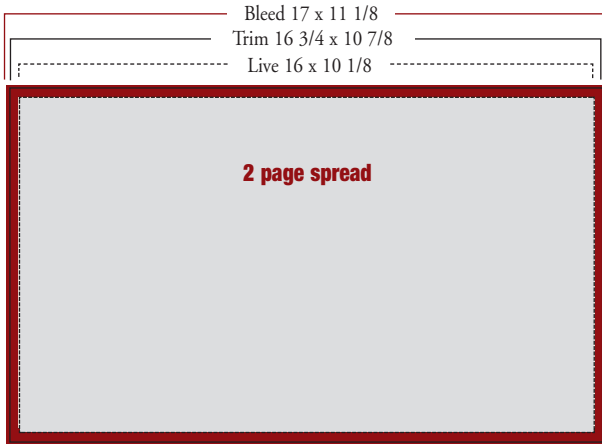 Bleed 17 x 11 1/8
Trim 16 3/4 x 10 7/8
Live 16 x 10 1/8
2 page spread